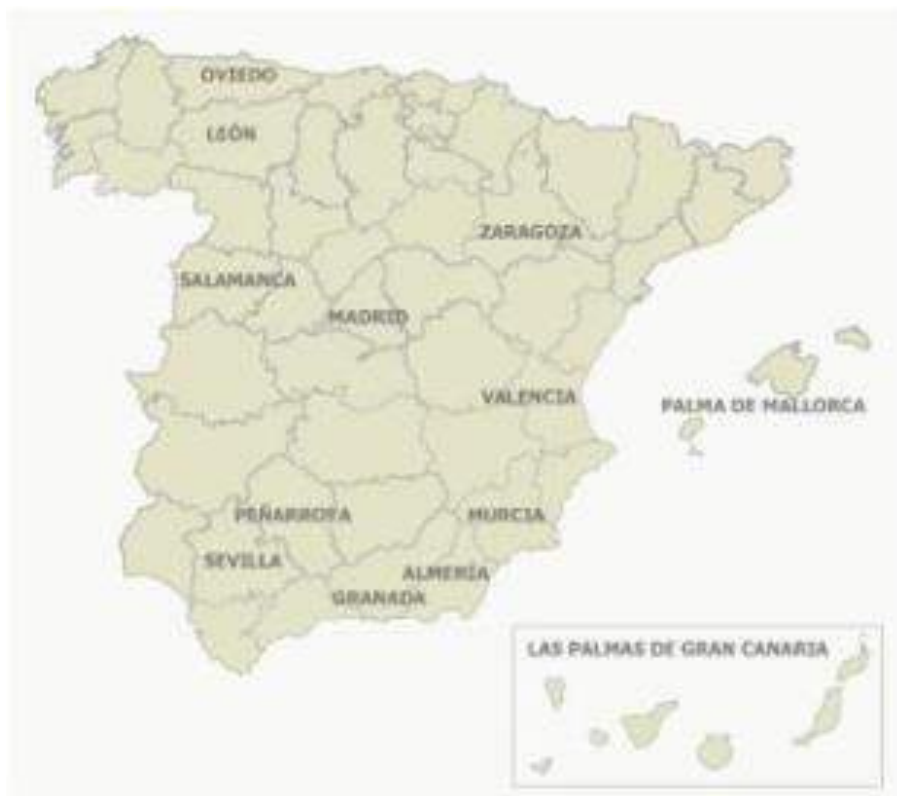 OVIEDO
LEÓN
ZARAGOZA
SALAMANCA
MADRID
VALENCIA
PALMA DE MALLORCA
PEÑARROYA
MURCIA
SEVILLA
ALMERÍA
GRANADA
LAS PALMAS DE GRAN CANARIA